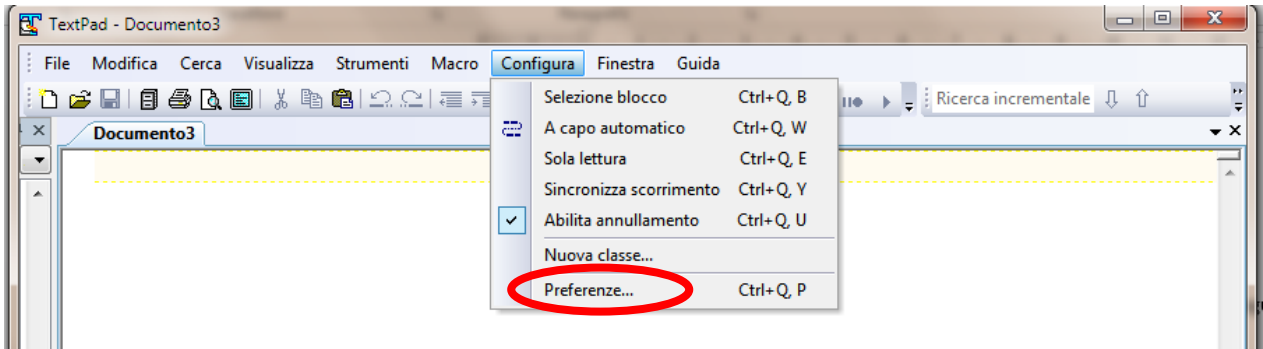 TextPad - Documento3
File Modifica Cerca Visualizza Strumenti Macro Configura Finestra Guida
Ricerca incrementale
Documento3
Selezione blocco Ctrl+Q, B
A capo automatico Ctrl+Q, W
Sola lettura Ctrl+Q, E
Sincronizza scorrimento Ctrl+Q, Y
Abilita annullamento Ctrl+Q, U
Nuova classe...
Preferenze... Ctrl+Q, P